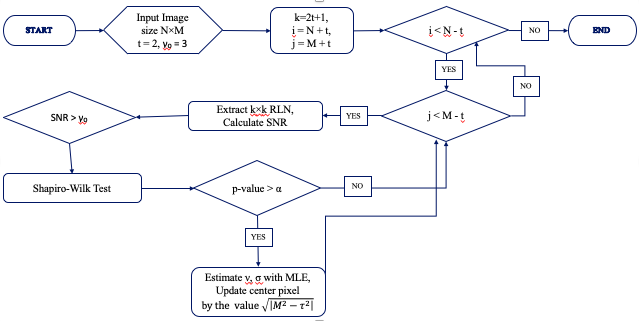 START
Input Image
size N×M
t = 2, γ₀ = 3
k=2t+1,
i = N + t,
j = M + t
i < N - t
NO
END
YES
NO
j < M - t
YES
Extract k×k RLN,
Calculate SNR
SNR > γ₀
Shapiro-Wilk Test
p-value > α
NO
YES
Estimate ν, σ with MLE,
Update center pixel
by the value √|M² − τ²|